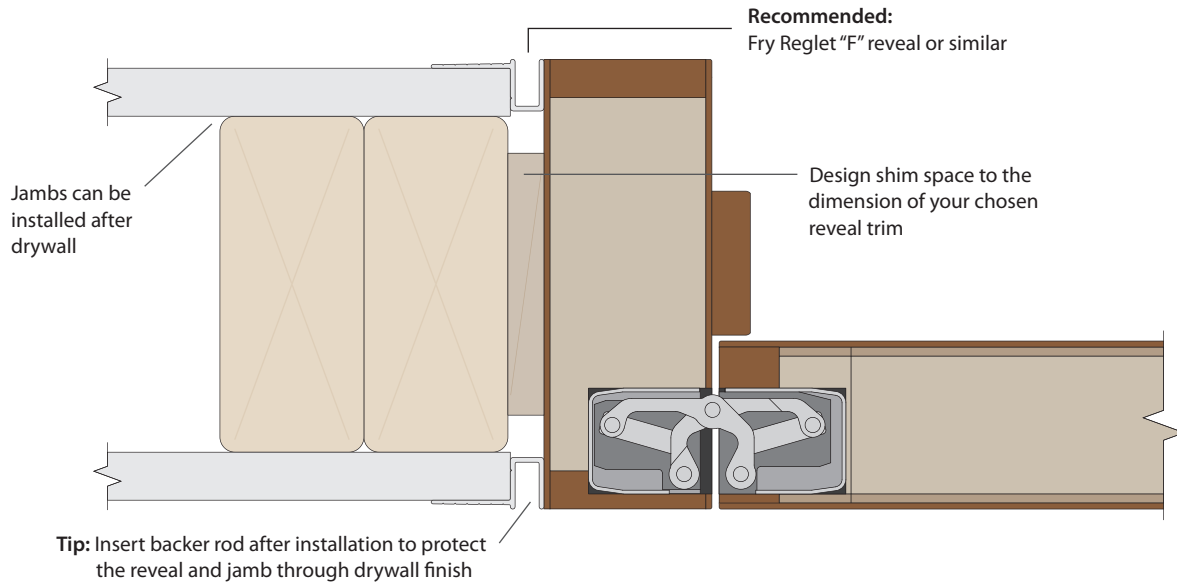 Recommended:
Fry Reglet “F” reveal or similar
Jambs can be
installed after
drywall
Design shim space to the
dimension of your chosen
reveal trim
Tip: Insert backer rod after installation to protect
the reveal and jamb through drywall finish